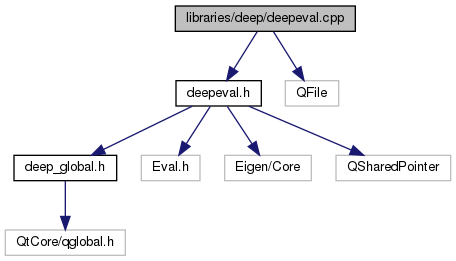 libraries/deep/deepeval.cpp
deepeval.h
QFile
deep_global.h
Eval.h
Eigen/Core
QSharedPointer
QtCore/qglobal.h